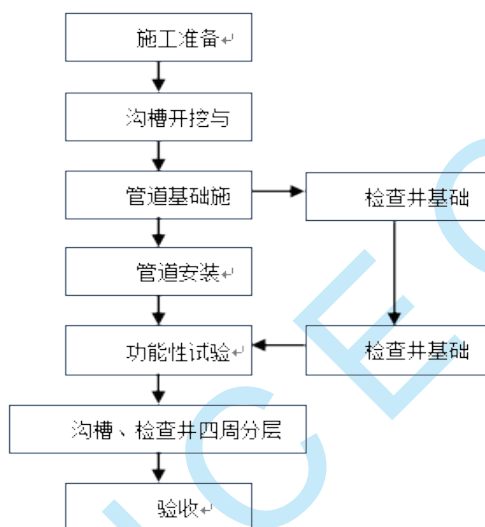 施工准备
沟槽开挖与
管道基础施
检查井基础
管道安装
功能性试验
检查井基础
沟槽、检查井四周分层
验收